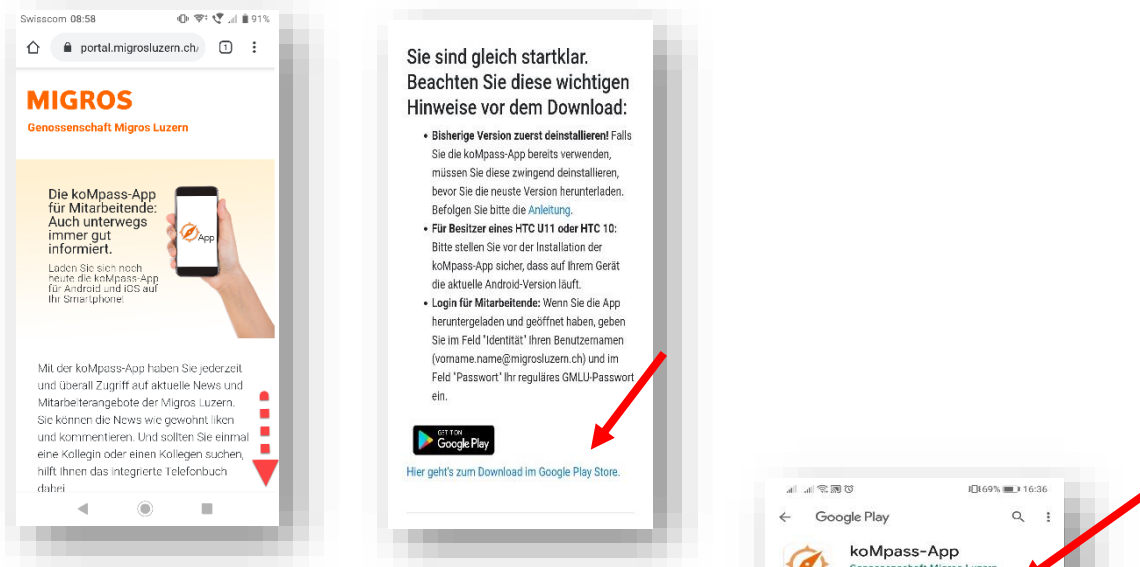 Swisscom 08:58
91%
portal.migrosluzern.ch/
1
MIGROS
Genossenschaft Migros Luzern
Die koMpass-App
für Mitarbeitende:
Auch unterwegs
immer gut
informiert.
Laden Sie sich noch
heute die koMpass-App
für Android und iOS auf
Ihr Smartphone!
App
Mit der koMpass-App haben Sie jederzeit
und überall Zugriff auf aktuelle News und
Mitarbeiterangebote der Migros Luzern.
Sie können die News wie gewohnt liken
und kommentieren. Und sollten Sie einmal
eine Kollegin oder einen Kollegen suchen,
hilft Ihnen das integrierte Telefonbuch
dabei
Sie sind gleich startklar.
Beachten Sie diese wichtigen
Hinweise vor dem Download:
• Bisherige Version zuerst deinstallieren! Falls
Sie die koMpass-App bereits verwenden,
müssen Sie diese zwingend deinstallieren,
bevor Sie die neuste Version herunterladen.
Befolgen Sie bitte die Anleitung.
• Für Besitzer eines HTC U11 oder HTC 10:
Bitte stellen Sie vor der Installation der
koMpass-App sicher, dass auf Ihrem Gerät
die aktuelle Android-Version läuft.
• Login für Mitarbeitende: Wenn Sie die App
heruntergeladen und geöffnet haben, geben
Sie im Feld "Identität" Ihren Benutzernamen
(vorname.name@migrosluzern.ch) und im
Feld "Passwort" Ihr reguläres GMLU-Passwort
ein.
GET IT ON
Google Play
Hier geht's zum Download im Google Play Store.
69% 16:36
Google Play
koMpass-App
Genossenschaft Migros Luzern